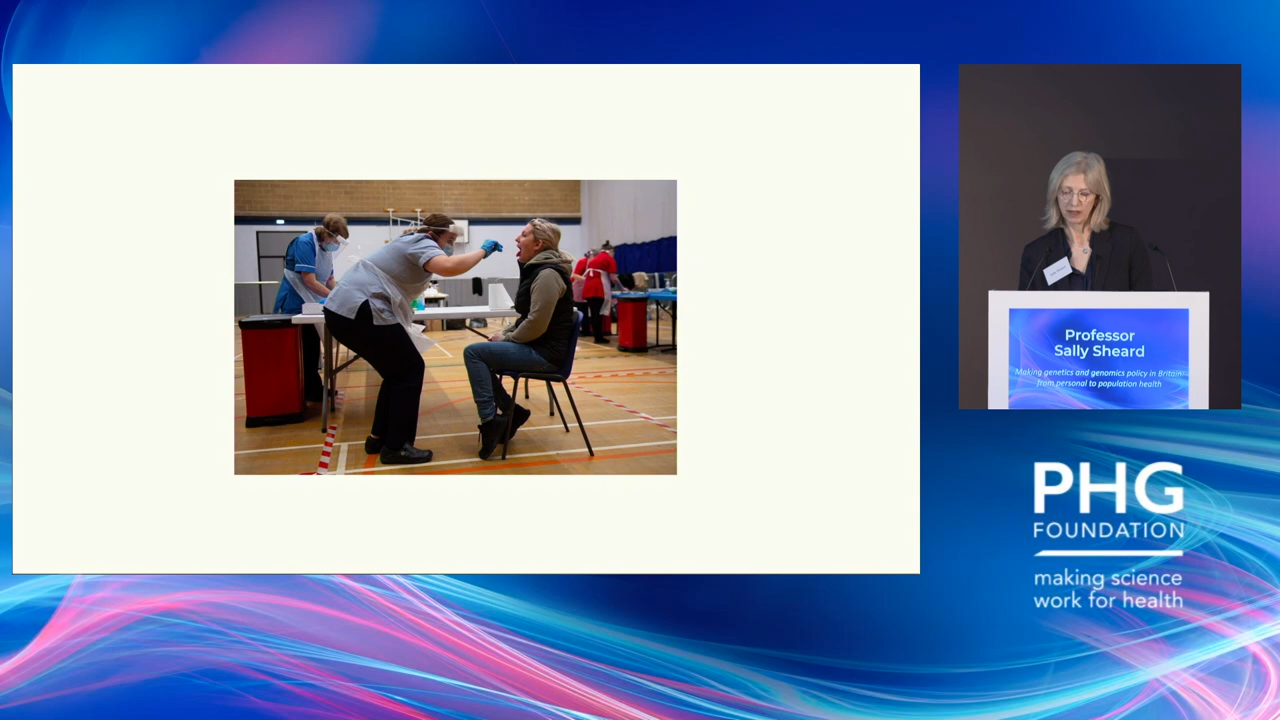 Professor
Sally Sheard
Making genetics and genomics policy in Britain:
from personal to population health
PHG
FOUNDATION
making science
work for health